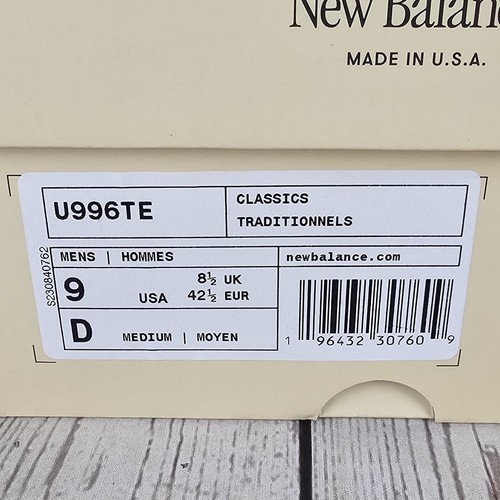 New Balan
MADE IN U.S.A.
U996TE
CLASSICS
TRADITIONNELS
S230840762
MENS | HOMMES
newbalance.com
9 USA 8½ UK
42½ EUR
D MEDIUM | MOYEN
1 96432 30760 9